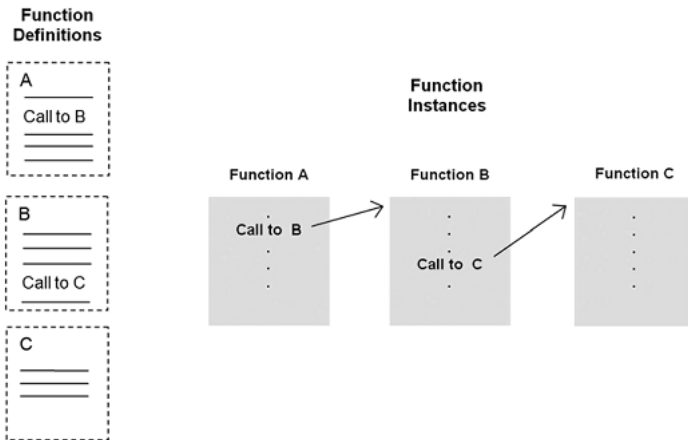 Function
Definitions
A
Call to B
B
Call to C
C
Function
Instances
Function A
Function B
Function C
Call to B
Call to C